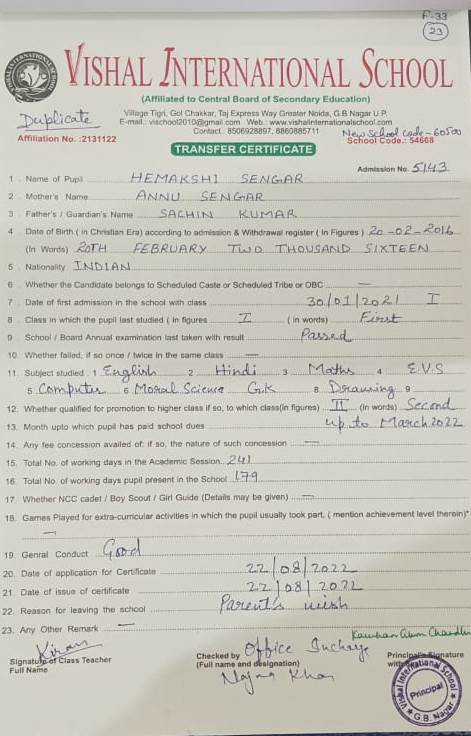 F-33
23
VISHAL INTERNATIONAL SCHOOL
(Affiliated to Central Board of Secondary Education)
Village Tigri, Gol Chakkar, Taj Express Way Greater Noida, G.B Nagar U.P.
Duplicate
E-mail.: vischool2010@gmail.com Web.: www.vishalinternationalschool.com
Contact.: 8506928897, 8860885711
New School Code - 60500
Affiliation No. :2131122
School Code.: 54668
TRANSFER CERTIFICATE
Admission No. 5143
1. Name of Pupil HEMAKSHI SENGAR
2. Mother's Name ANNU SENGAR
3. Father's / Guardian's Name SACHIN KUMAR
4. Date of Birth ( in Christian Era) according to admission & Withdrawal register ( In Figures ) 20-02-2016
(In Words) 20TH FEBRUARY TWO THOUSAND SIXTEEN
5. Nationality INDIAN
6. Whether the Candidate belongs to Scheduled Caste or Scheduled Tribe or OBC —
7. Date of first admission in the school with class 30/01/2021 I
8. Class in which the pupil last studied ( in figures I ( in words) First
9. School / Board Annual examination last taken with result Passed
10. Whether failed, if so once / twice in the same class —
11. Subject studied 1 English 2 Hindi 3 Maths 4 E.V.S
5 Computer 6 Moral Science G.K 8 Drawing 9
12. Whether qualified for promotion to higher class if so, to which class(in figures) II (in words) Second
13. Month upto which pupil has paid school dues up to March 2022
14. Any fee concession availed of: if so, the nature of such concession —
15. Total No. of working days in the Academic Session. 241
16. Total No. of working days pupil present in the School 179
17. Whether NCC cadet / Boy Scout / Girl Guide (Details may be given) —
18. Games Played for extra-curricular activities in which the pupil usually took part, ( mention achievement level therein)*
—
19. Genral Conduct Good
20. Date of application for Certificate 22/08/2022
21. Date of issue of certificate 22/08/2022
22. Reason for leaving the school Parent's wish
23. Any Other Remark —
Kiran
Signature of Class Teacher
Full Name
Checked by Office Incharge
(Full name and designation)
Najma Khan
Principal's Signature
with
Vishal International School
Principal
G.B. Nagar